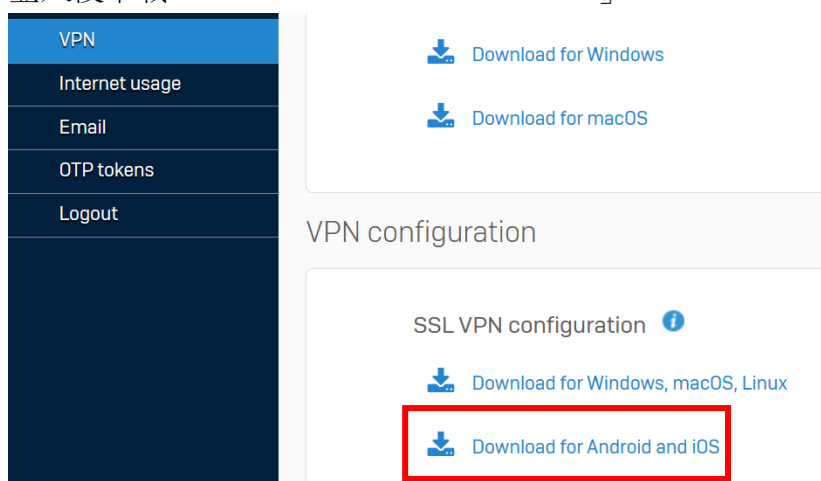 VPN
Internet usage
Email
OTP tokens
Logout
Download for Windows
Download for macOS
VPN configuration
SSL VPN configuration
Download for Windows, macOS, Linux
Download for Android and iOS